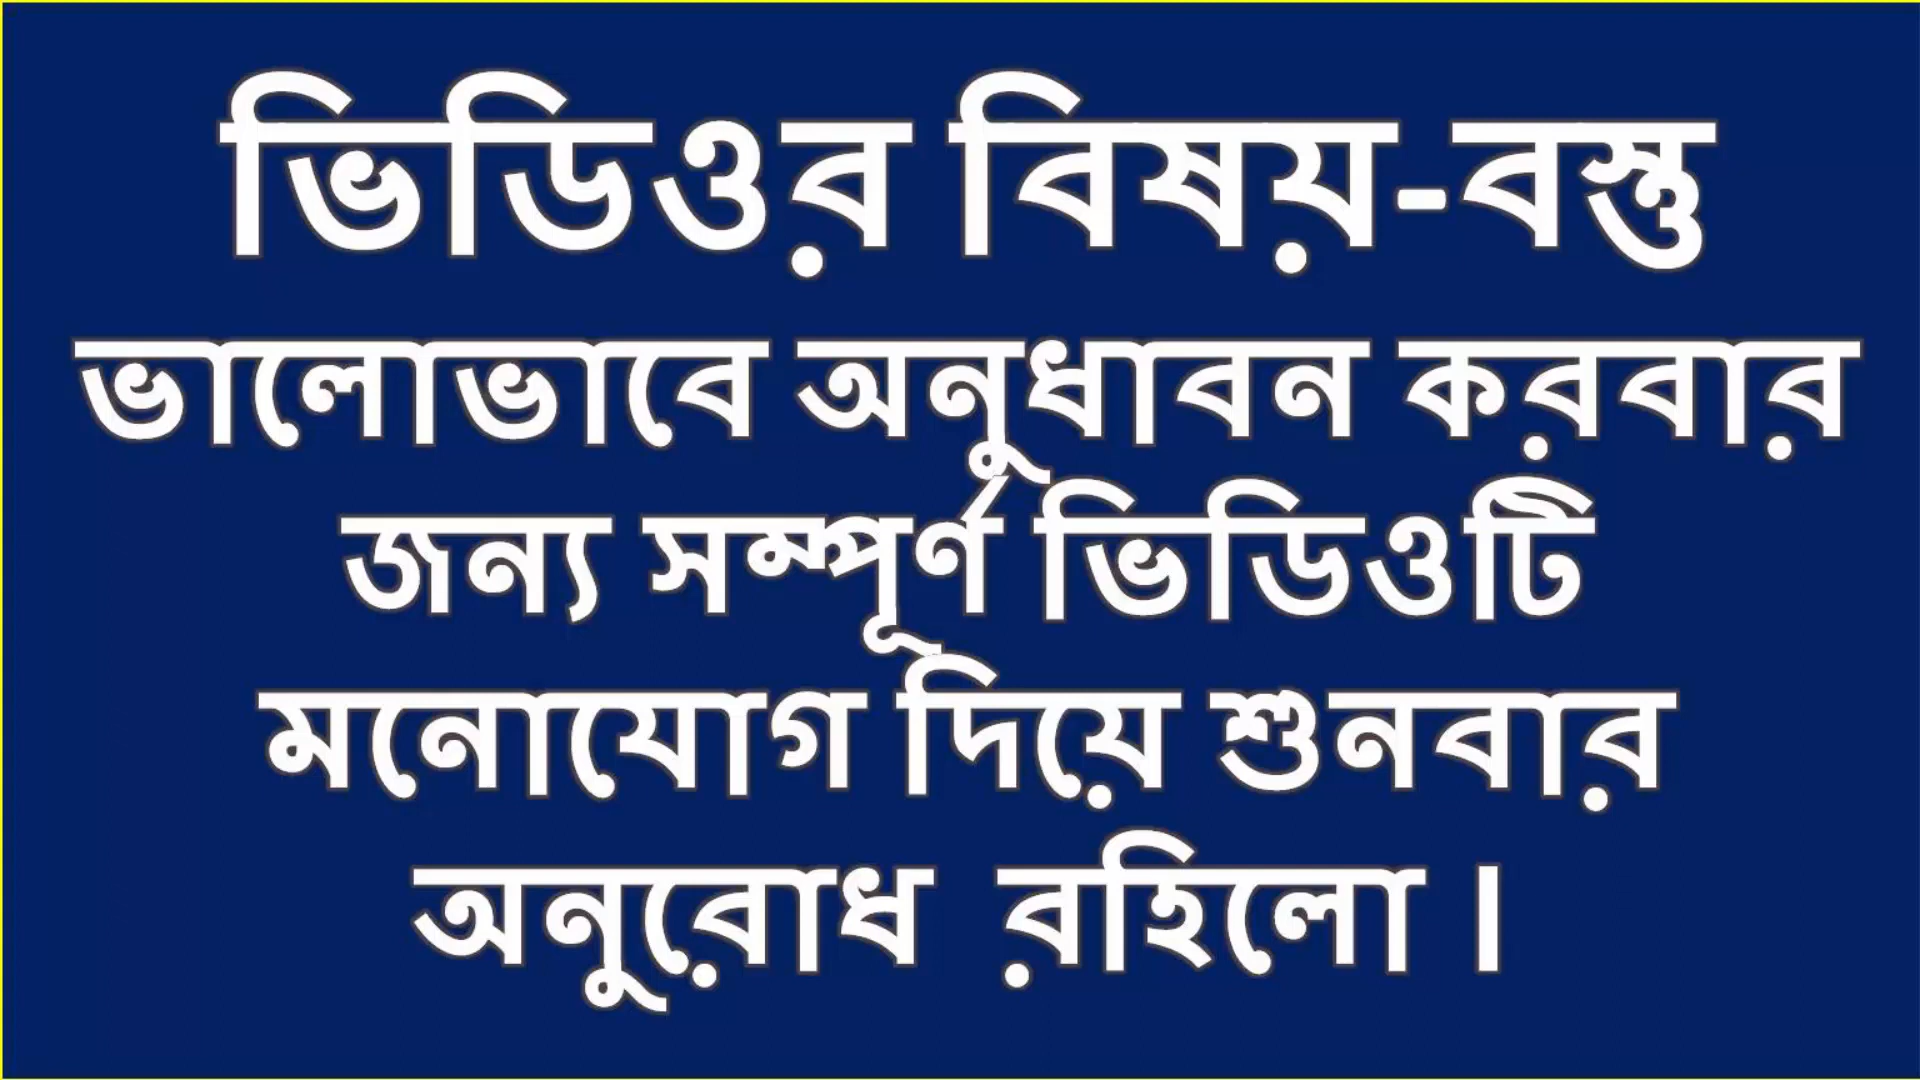 ভিডিওর বিষয়-বস্তু
ভালোভাবে অনুধাবন করবার
জন্য সম্পূর্ণ ভিডিওটি
মনোযোগ দিয়ে শুনবার
অনুরোধ রহিলো ।